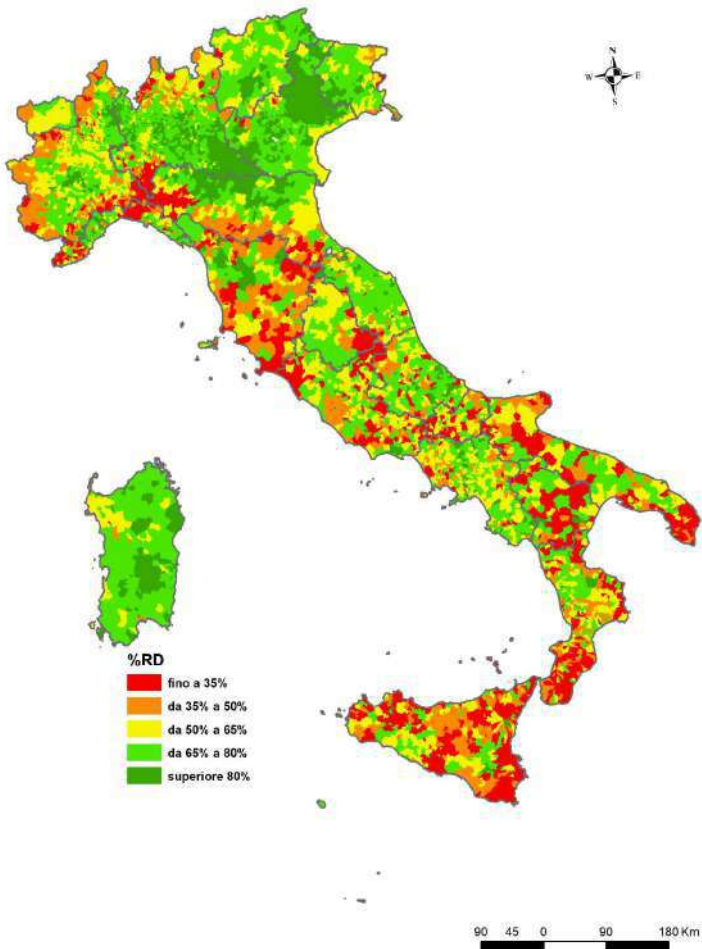 N
W E
S
%RD
fino a 35%
da 35% a 50%
da 50% a 65%
da 65% a 80%
superiore 80%
90 45 0 90 180 Km